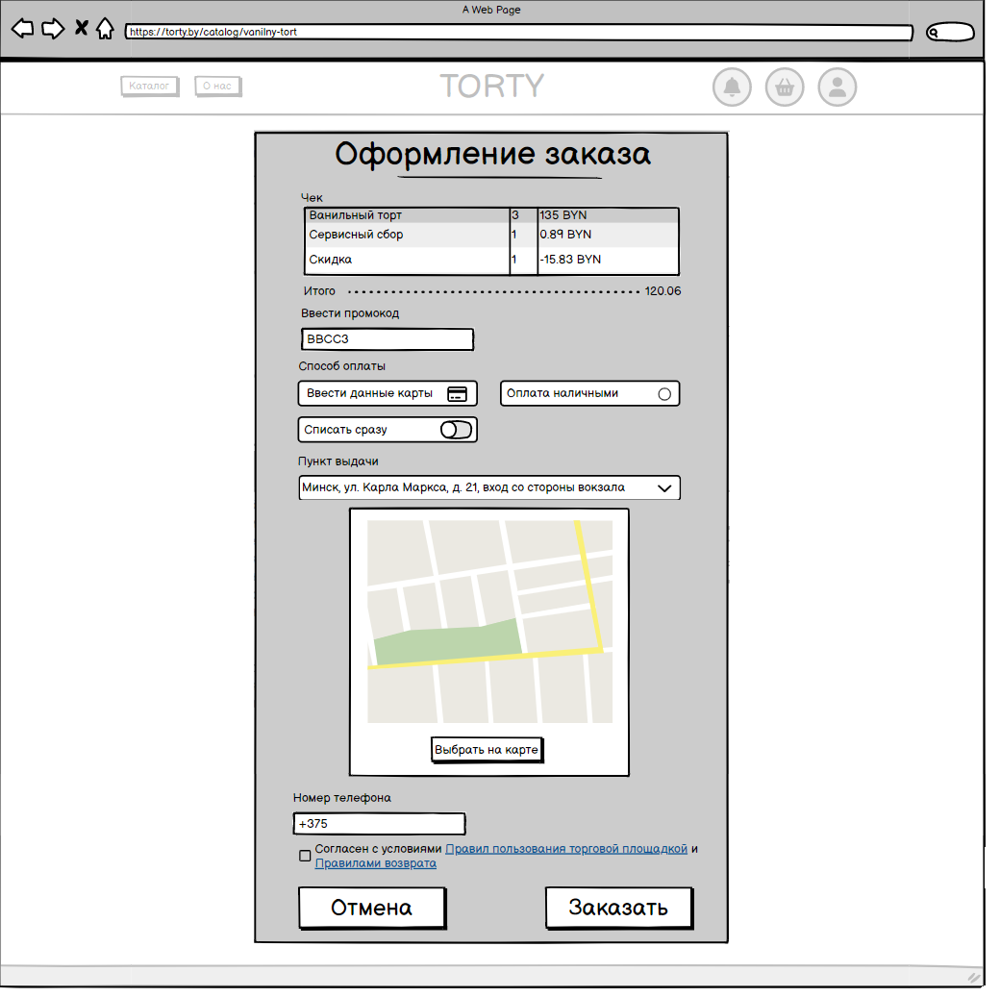 A Web Page
https://torty.by/catalog/vanilny-tort
Каталог О нас TORTY
Оформление заказа
Чек
Ванильный торт 3 135 BYN
Сервисный сбор 1 0.89 BYN
Скидка 1 -15.83 BYN
Итого 120.06
Ввести промокод
BBCC3
Способ оплаты
Ввести данные карты Оплата наличными
Списать сразу
Пункт выдачи
Минск, ул. Карла Маркса, д. 21, вход со стороны вокзала
Выбрать на карте
Номер телефона
+375
Согласен с условиями Правил пользования торговой площадкой и
Правилами возврата
Отмена Заказать